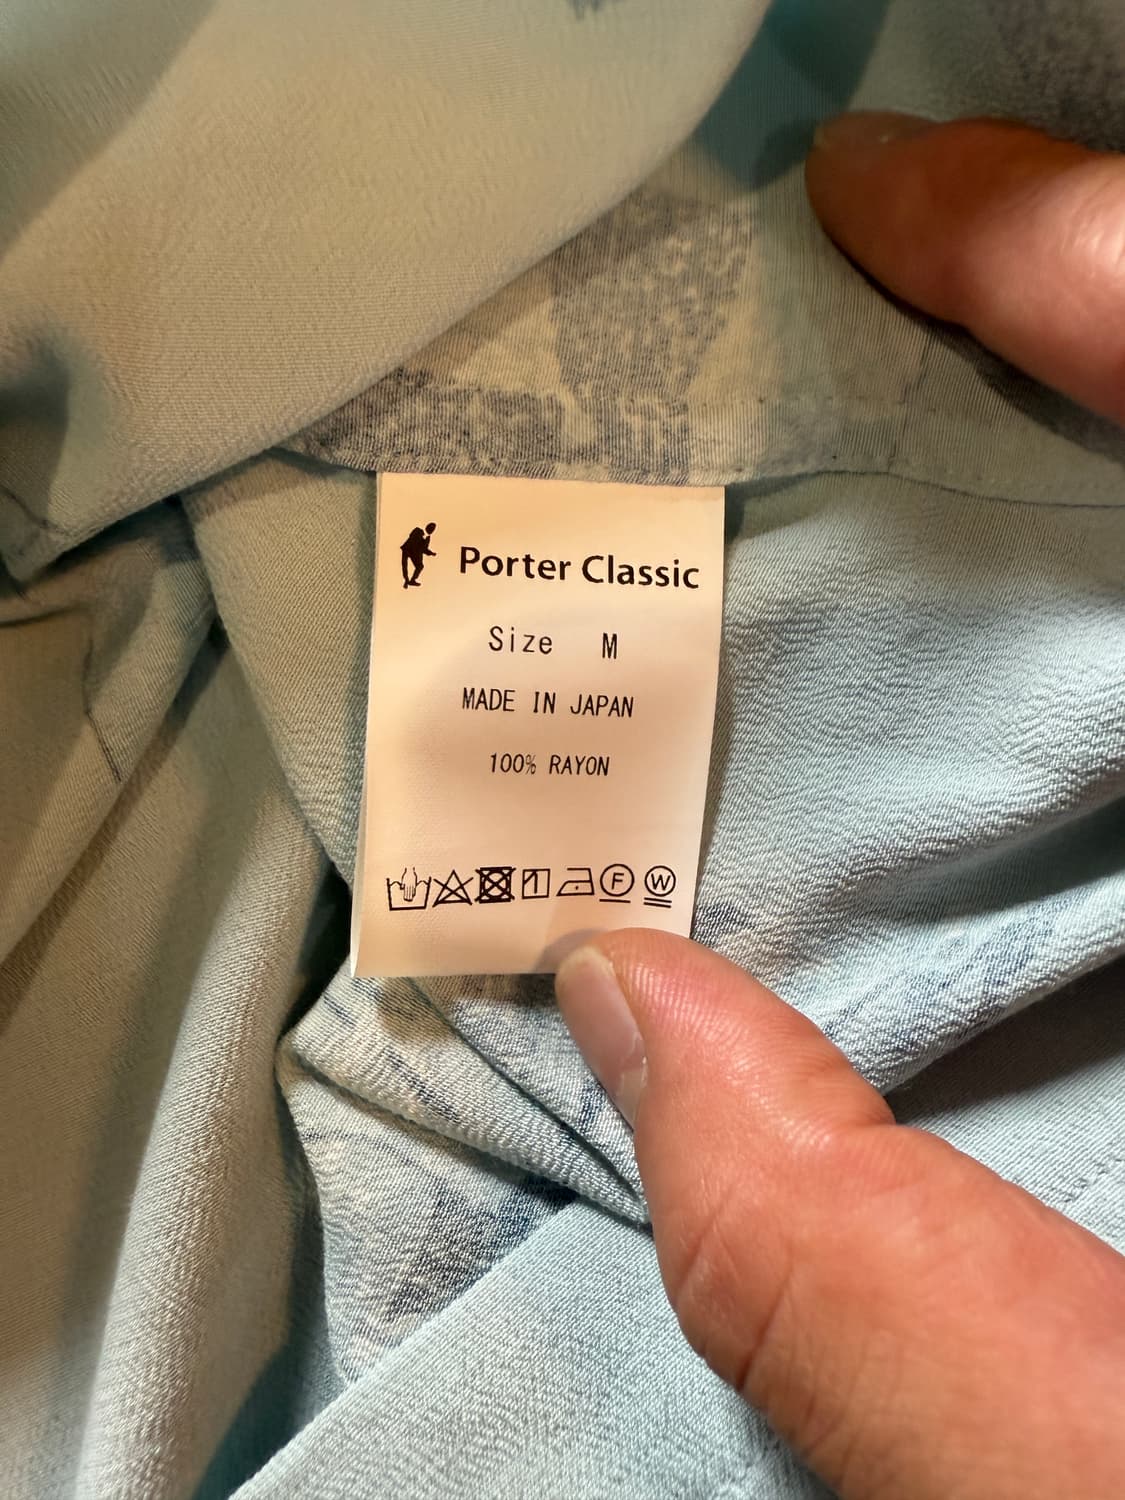 Porter Classic
Size M
MADE IN JAPAN
100% RAYON
F W